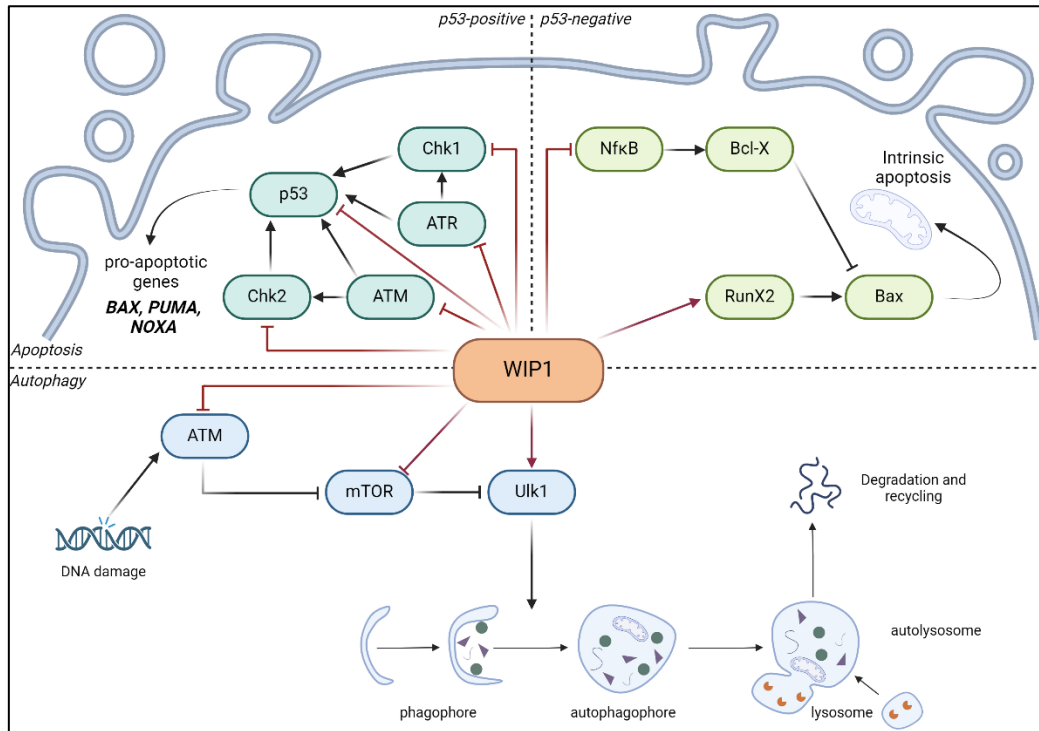 p53-positive
p53-negative
Chk1
NfκB
Bcl-X
Intrinsic
apoptosis
p53
ATR
pro-apoptotic
genes
BAX, PUMA,
NOXA
Chk2
ATM
RunX2
Bax
Apoptosis
WIP1
Autophagy
ATM
mTOR
Ulk1
Degradation and
recycling
DNA damage
autolysosome
phagophore
autophagophore
lysosome